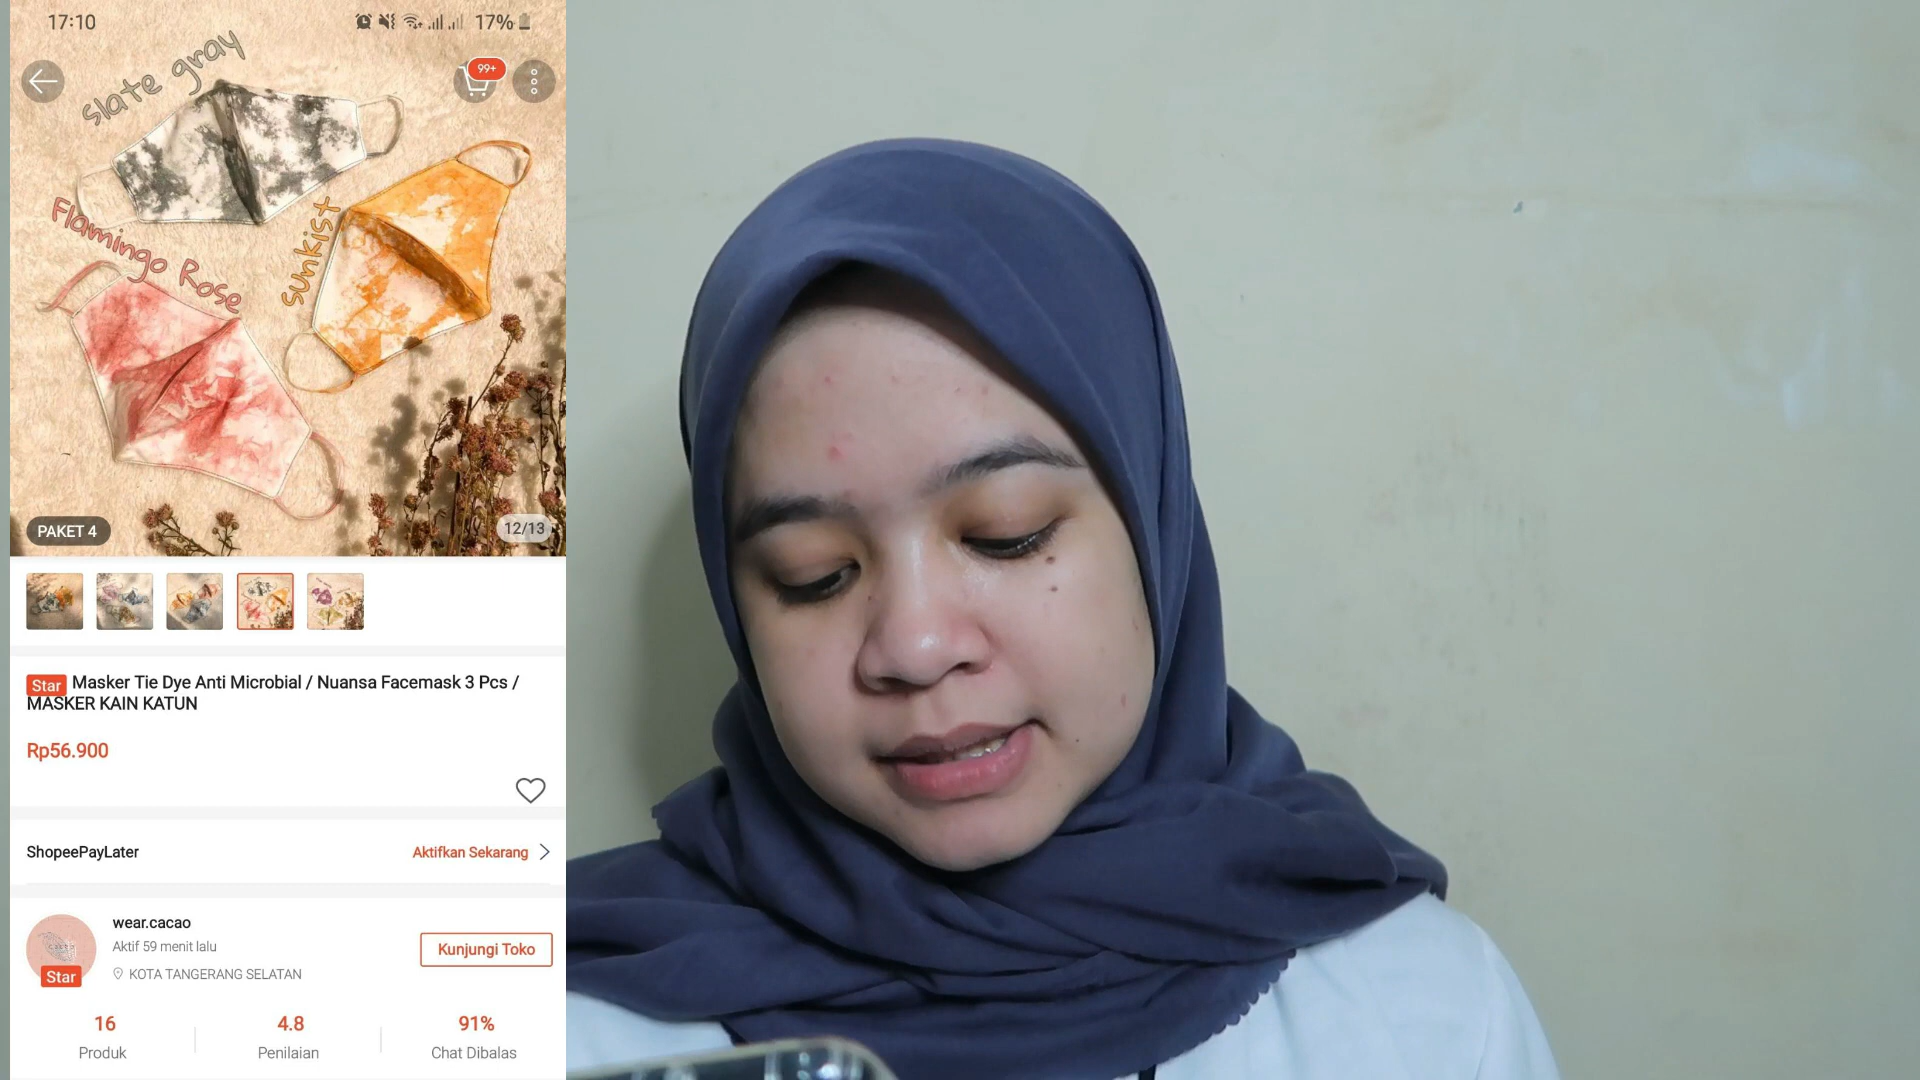 17:10
17%
slate gray
99+
Flamingo Rose
sunkist
PAKET 4
12/13
Star Masker Tie Dye Anti Microbial / Nuansa Facemask 3 Pcs /
MASKER KAIN KATUN
Rp56.900
ShopeePayLater
Aktifkan Sekarang
wear.cacao
Aktif 59 menit lalu
KOTA TANGERANG SELATAN
Star
Kunjungi Toko
16
4.8
91%
Produk
Penilaian
Chat Dibalas